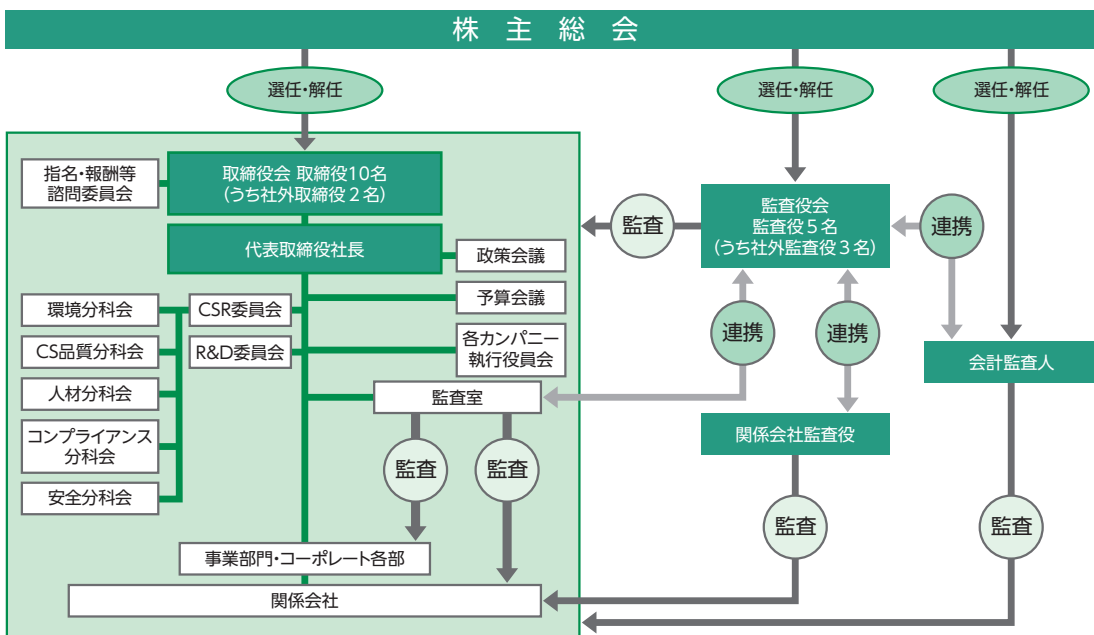 株 主 総 会
選任・解任
選任・解任
選任・解任
指名・報酬等
諮問委員会
取締役会 取締役10名
(うち社外取締役2名)
監査
監査役会
監査役5名
(うち社外監査役3名)
連携
代表取締役社長
政策会議
環境分科会
CSR委員会
予算会議
連携
連携
CS品質分科会
R&D委員会
各カンパニー
執行役員会
会計監査人
人材分科会
監査室
コンプライアンス
分科会
関係会社監査役
監査
監査
安全分科会
監査
監査
事業部門・コーポレート各部
関係会社